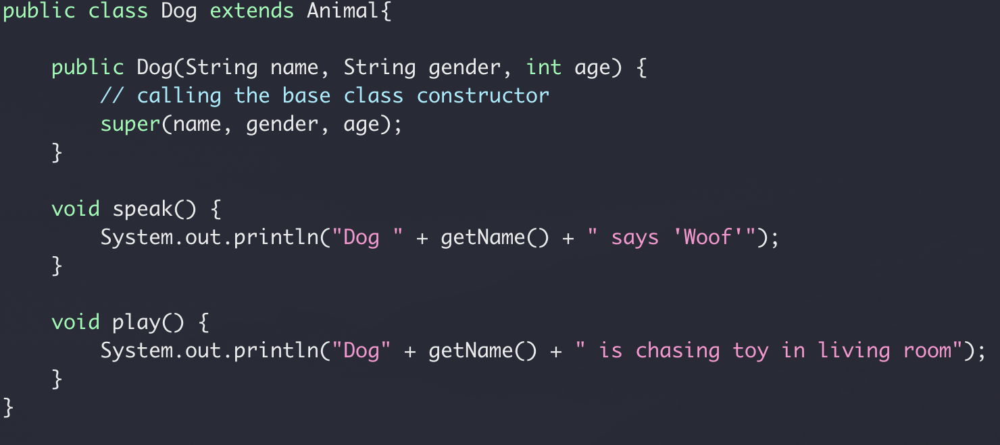 public class Dog extends Animal{
    public Dog(String name, String gender, int age) {
        // calling the base class constructor
        super(name, gender, age);
    }
    void speak() {
        System.out.println("Dog " + getName() + " says 'Woof'");
    }
    void play() {
        System.out.println("Dog" + getName() + " is chasing toy in living room");
    }
}